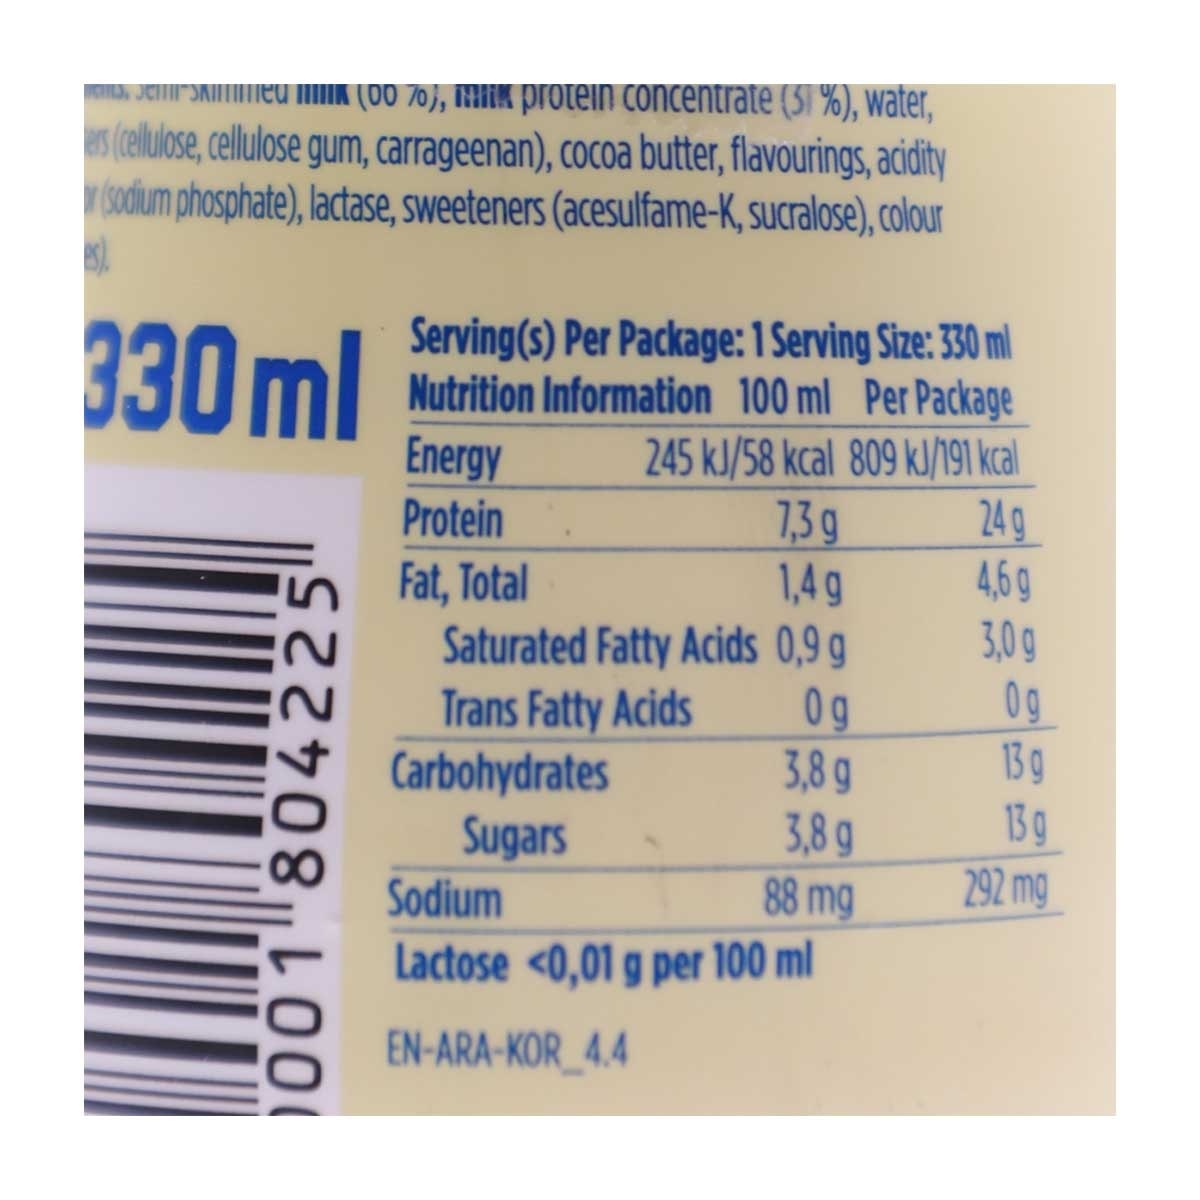 Semi-skimmed milk (66 %), milk protein concentrate (31 %), water,
(cellulose, cellulose gum, carrageenan), cocoa butter, flavourings, acidity
(sodium phosphate), lactase, sweeteners (acesulfame-K, sucralose), colour
330 ml
Serving(s) Per Package: 1 Serving Size: 330 ml
Nutrition Information 100 ml Per Package
Energy 245 kJ/58 kcal 809 kJ/191 kcal
Protein 7,3 g 24 g
Fat, Total 1,4 g 4,6 g
Saturated Fatty Acids 0,9 g 3,0 g
Trans Fatty Acids 0 g 0 g
Carbohydrates 3,8 g 13 g
Sugars 3,8 g 13 g
Sodium 88 mg 292 mg
Lactose <0,01 g per 100 ml
EN-ARA-KOR_4.4
001 804225